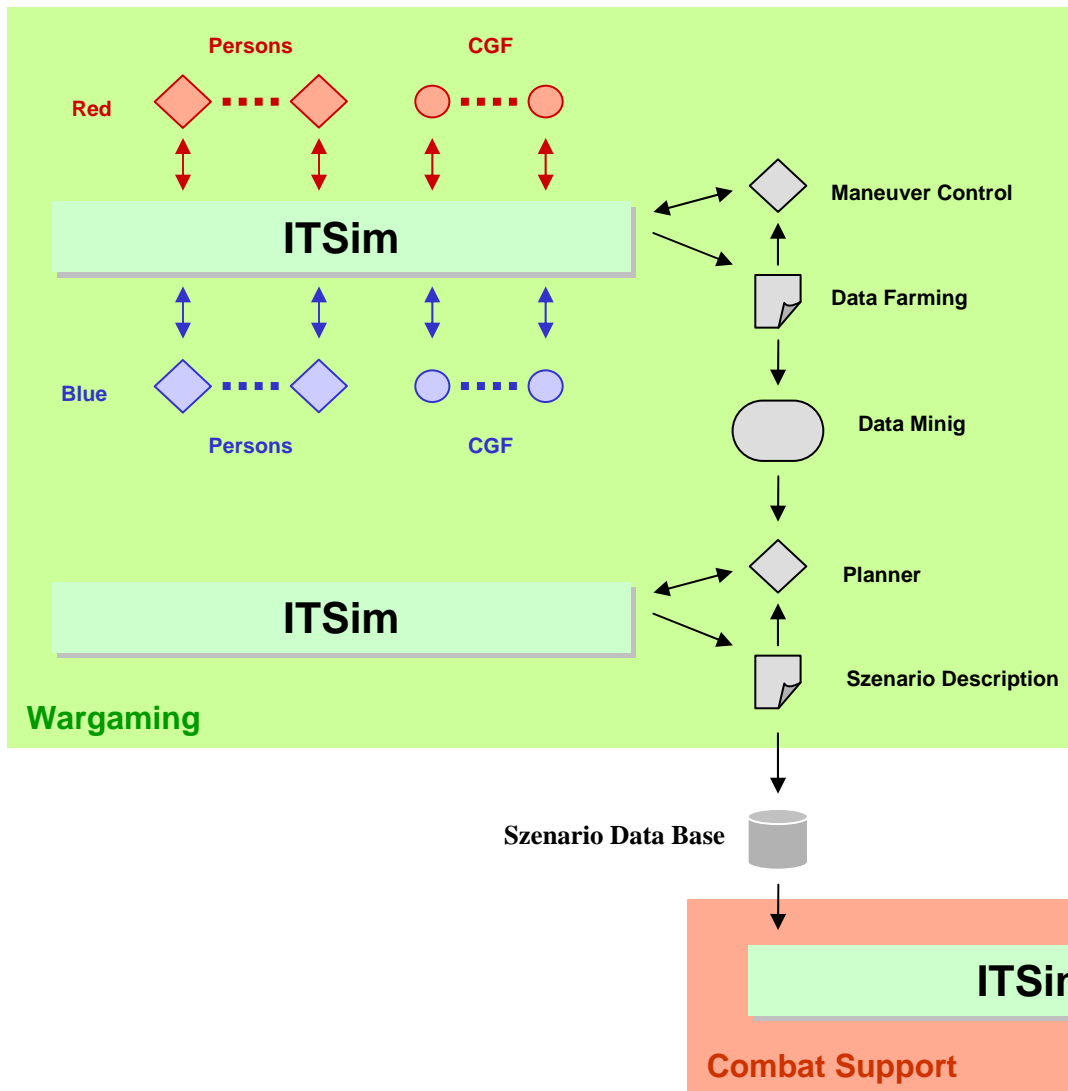 Persons
CGF
Red
ITSim
Maneuver Control
Data Farming
Blue
Data Minig
Persons
CGF
Planner
ITSim
Szenario Description
Wargaming
Szenario Data Base
ITSim
Combat Support